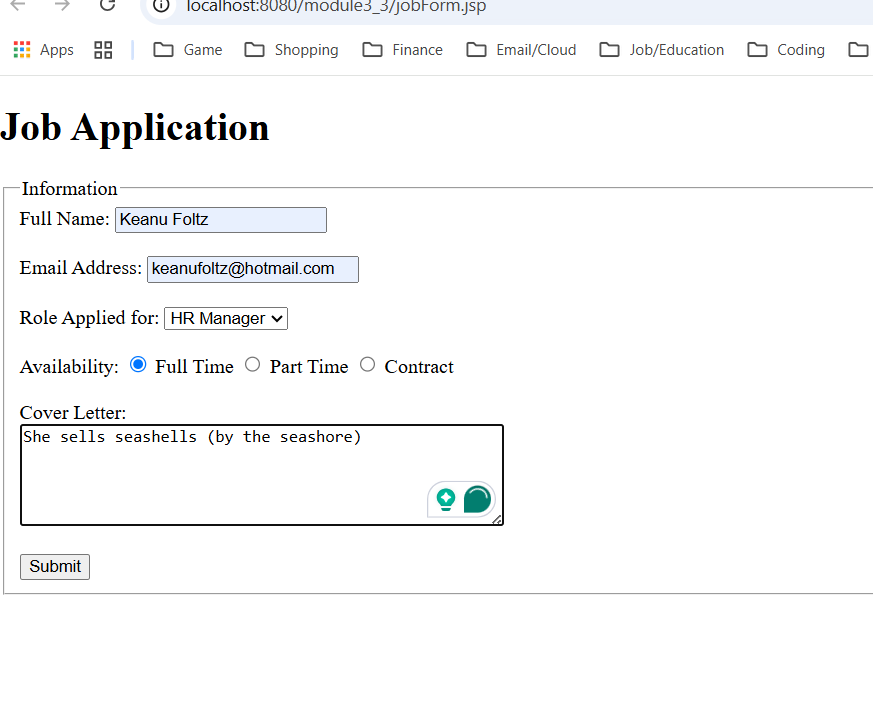 localhost:8080/module3_3/jobForm.jsp
Apps Game Shopping Finance Email/Cloud Job/Education Coding
Job Application
Information
Full Name: Keanu Foltz
Email Address: keanufoltz@hotmail.com
Role Applied for: HR Manager
Availability: Full Time Part Time Contract
Cover Letter:
She sells seashells (by the seashore)
Submit